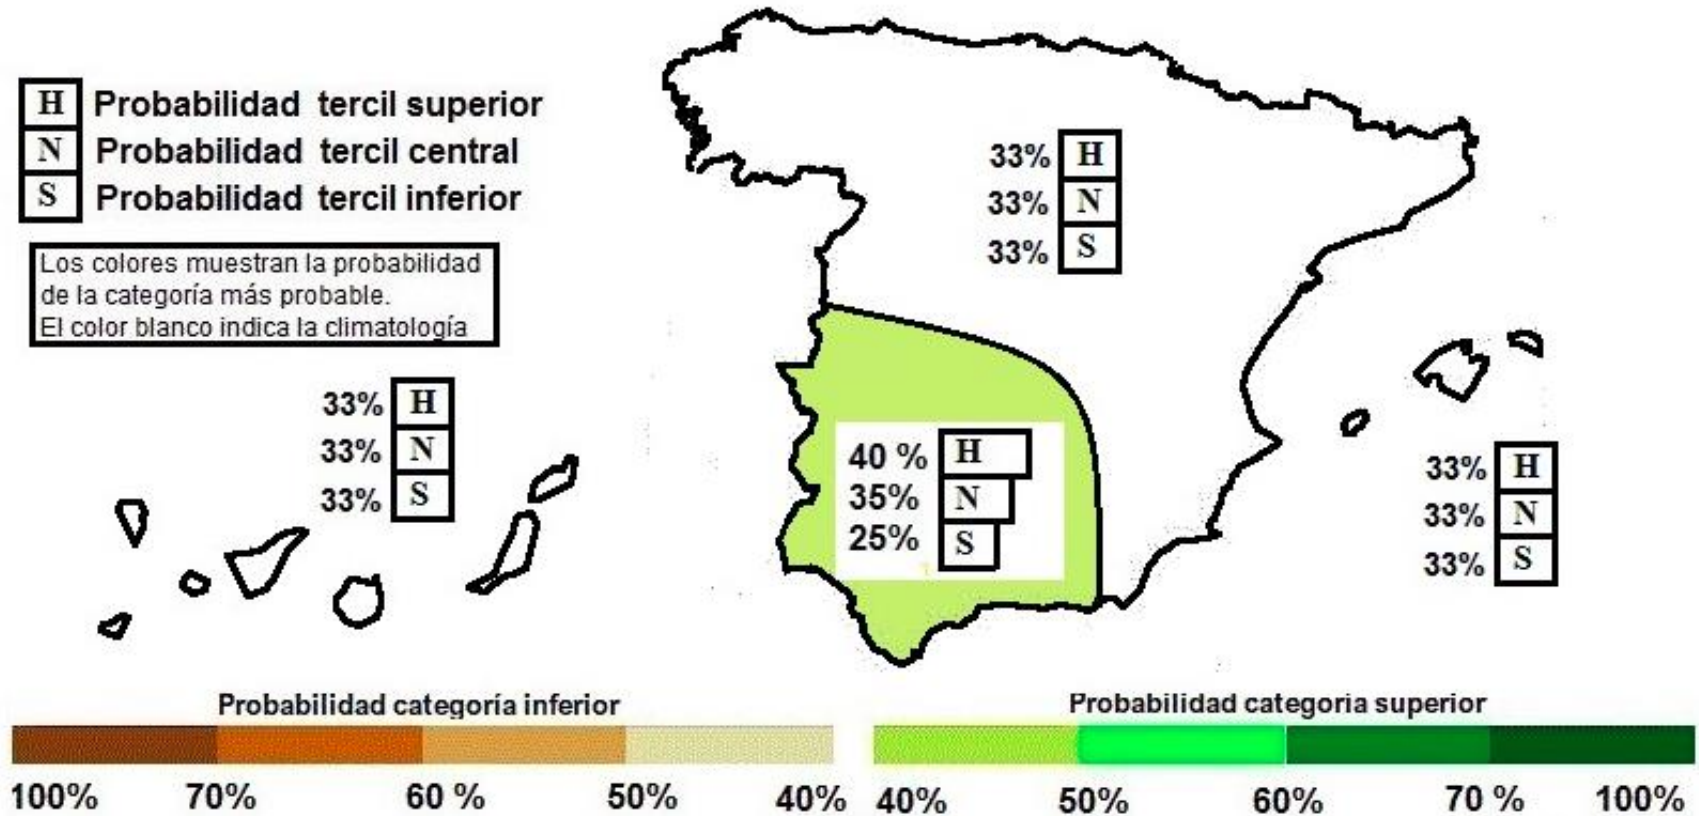 H Probabilidad tercil superior
N Probabilidad tercil central
S Probabilidad tercil inferior
Los colores muestran la probabilidad
de la categoría más probable.
El color blanco indica la climatología
33% H
33% N
33% S
33% H
33% N
33% S
40 % H
35% N
25% S
33% H
33% N
33% S
Probabilidad categoría inferior
100% 70% 60 % 50% 40%
Probabilidad categoria superior
40% 50% 60% 70 % 100%